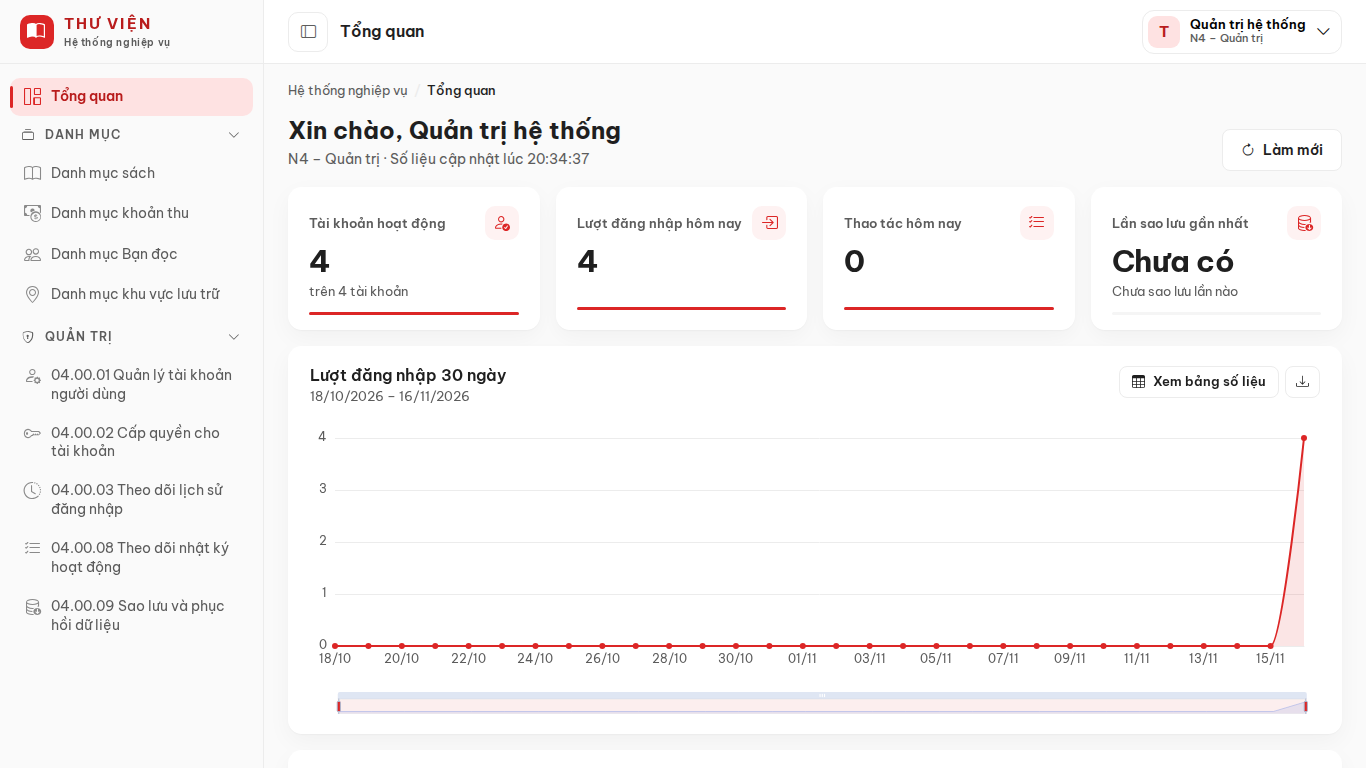 THƯ VIỆN
Hệ thống nghiệp vụ
Tổng quan
DANH MỤC
Danh mục sách
Danh mục khoản thu
Danh mục Bạn đọc
Danh mục khu vực lưu trữ
QUẢN TRỊ
04.00.01 Quản lý tài khoản
người dùng
04.00.02 Cấp quyền cho
tài khoản
04.00.03 Theo dõi lịch sử
đăng nhập
04.00.08 Theo dõi nhật ký
hoạt động
04.00.09 Sao lưu và phục
hồi dữ liệu
Tổng quan
T
Quản trị hệ thống
N4 – Quản trị
Hệ thống nghiệp vụ / Tổng quan
Xin chào, Quản trị hệ thống
N4 – Quản trị · Số liệu cập nhật lúc 20:34:37
Làm mới
Tài khoản hoạt động
4
trên 4 tài khoản
Lượt đăng nhập hôm nay
4
Thao tác hôm nay
0
Lần sao lưu gần nhất
Chưa có
Chưa sao lưu lần nào
Lượt đăng nhập 30 ngày
18/10/2026 – 16/11/2026
Xem bảng số liệu
4
3
2
1
0
18/10 20/10 22/10 24/10 26/10 28/10 30/10 01/11 03/11 05/11 07/11 09/11 11/11 13/11 15/11